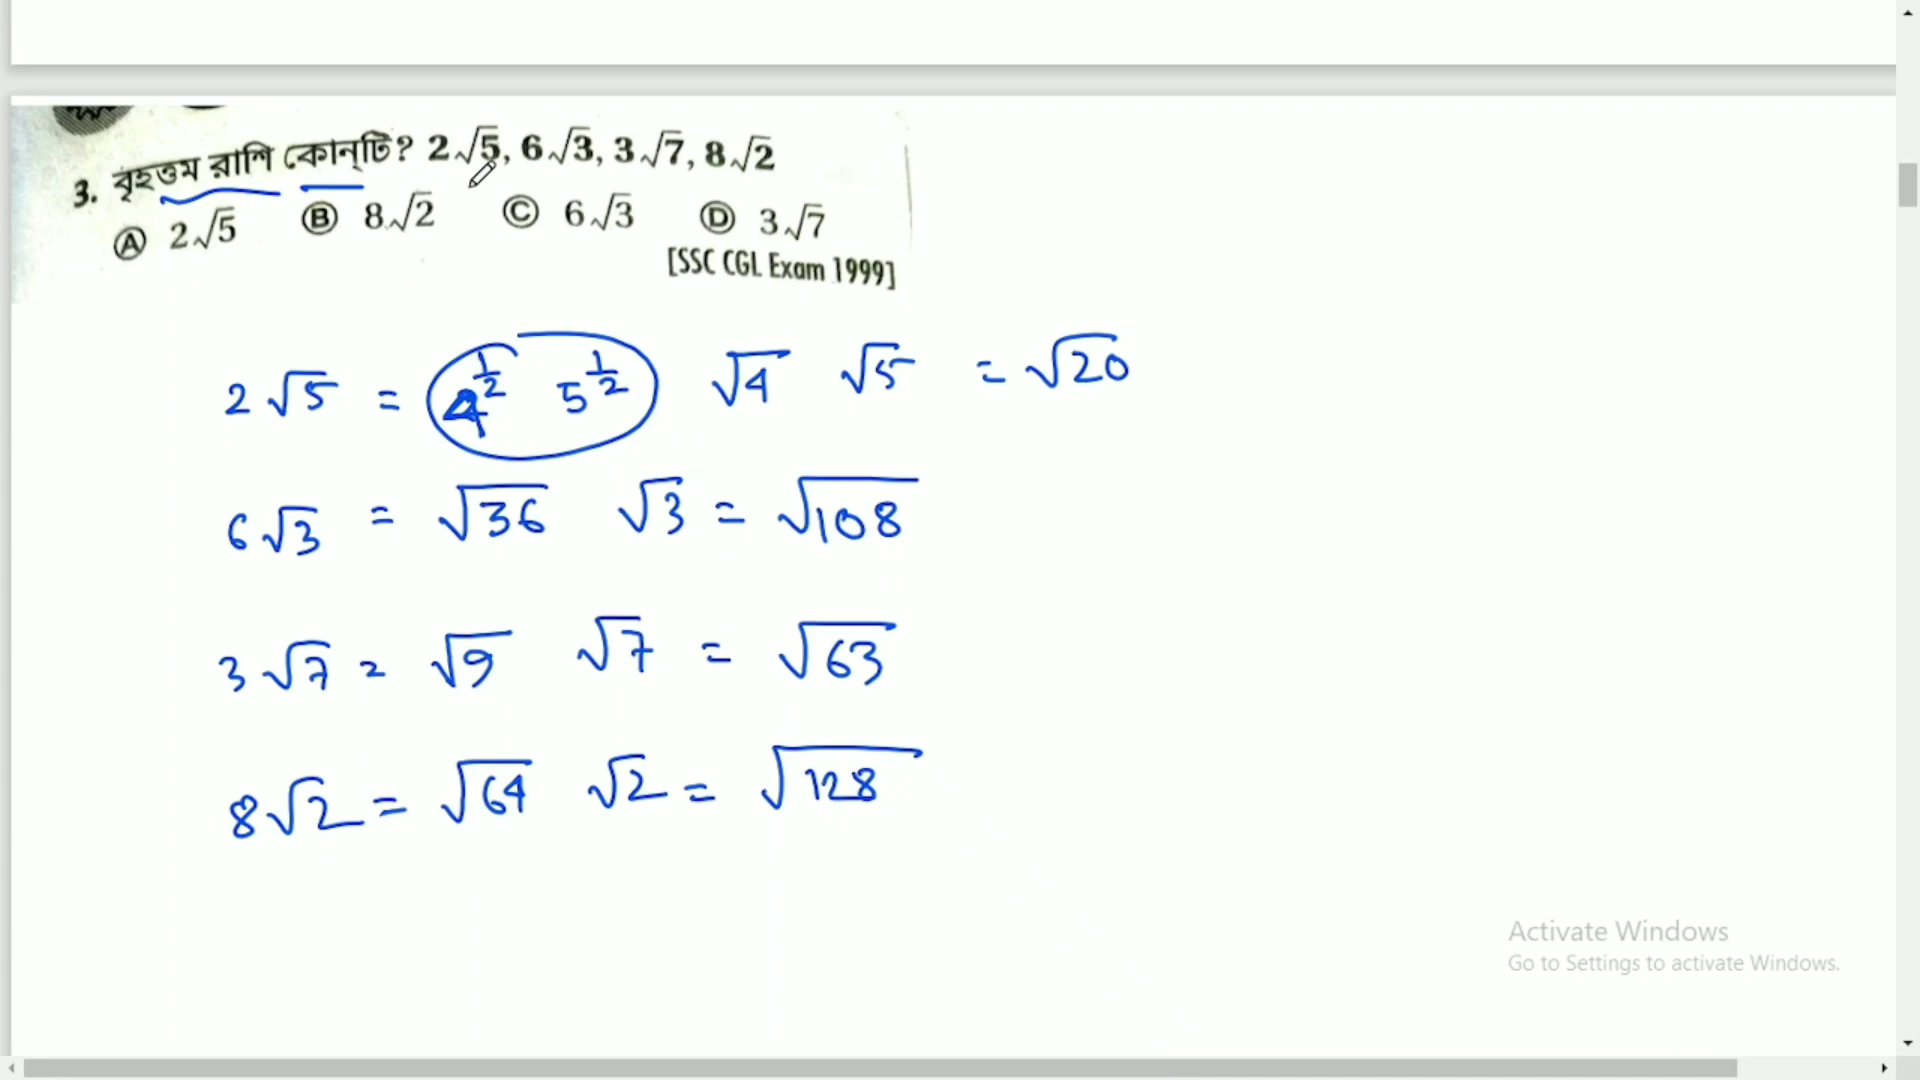 3. বৃহত্তম রাশি কোন্‌টি? 2√5, 6√3, 3√7, 8√2
Ⓐ 2√5 Ⓑ 8√2 Ⓒ 6√3 Ⓓ 3√7
[SSC CGL Exam 1999]
2√5 = 4^½ 5^½ √4 √5 = √20
6√3 = √36 √3 = √108
3√7 = √9 √7 = √63
8√2 = √64 √2 = √128
Activate Windows
Go to Settings to activate Windows.